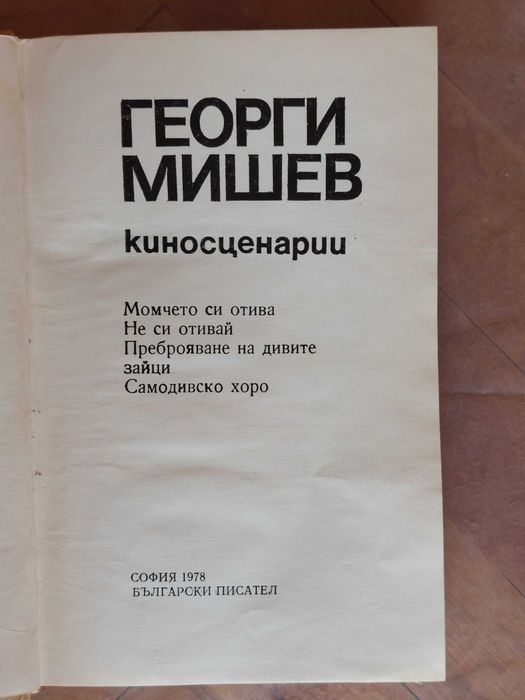 ГЕОРГИ
МИШЕВ
киносценарии
Момчето си отива
Не си отивай
Преброяване на дивите
зайци
Самодивско хоро
СОФИЯ 1978
БЪЛГАРСКИ ПИСАТЕЛ